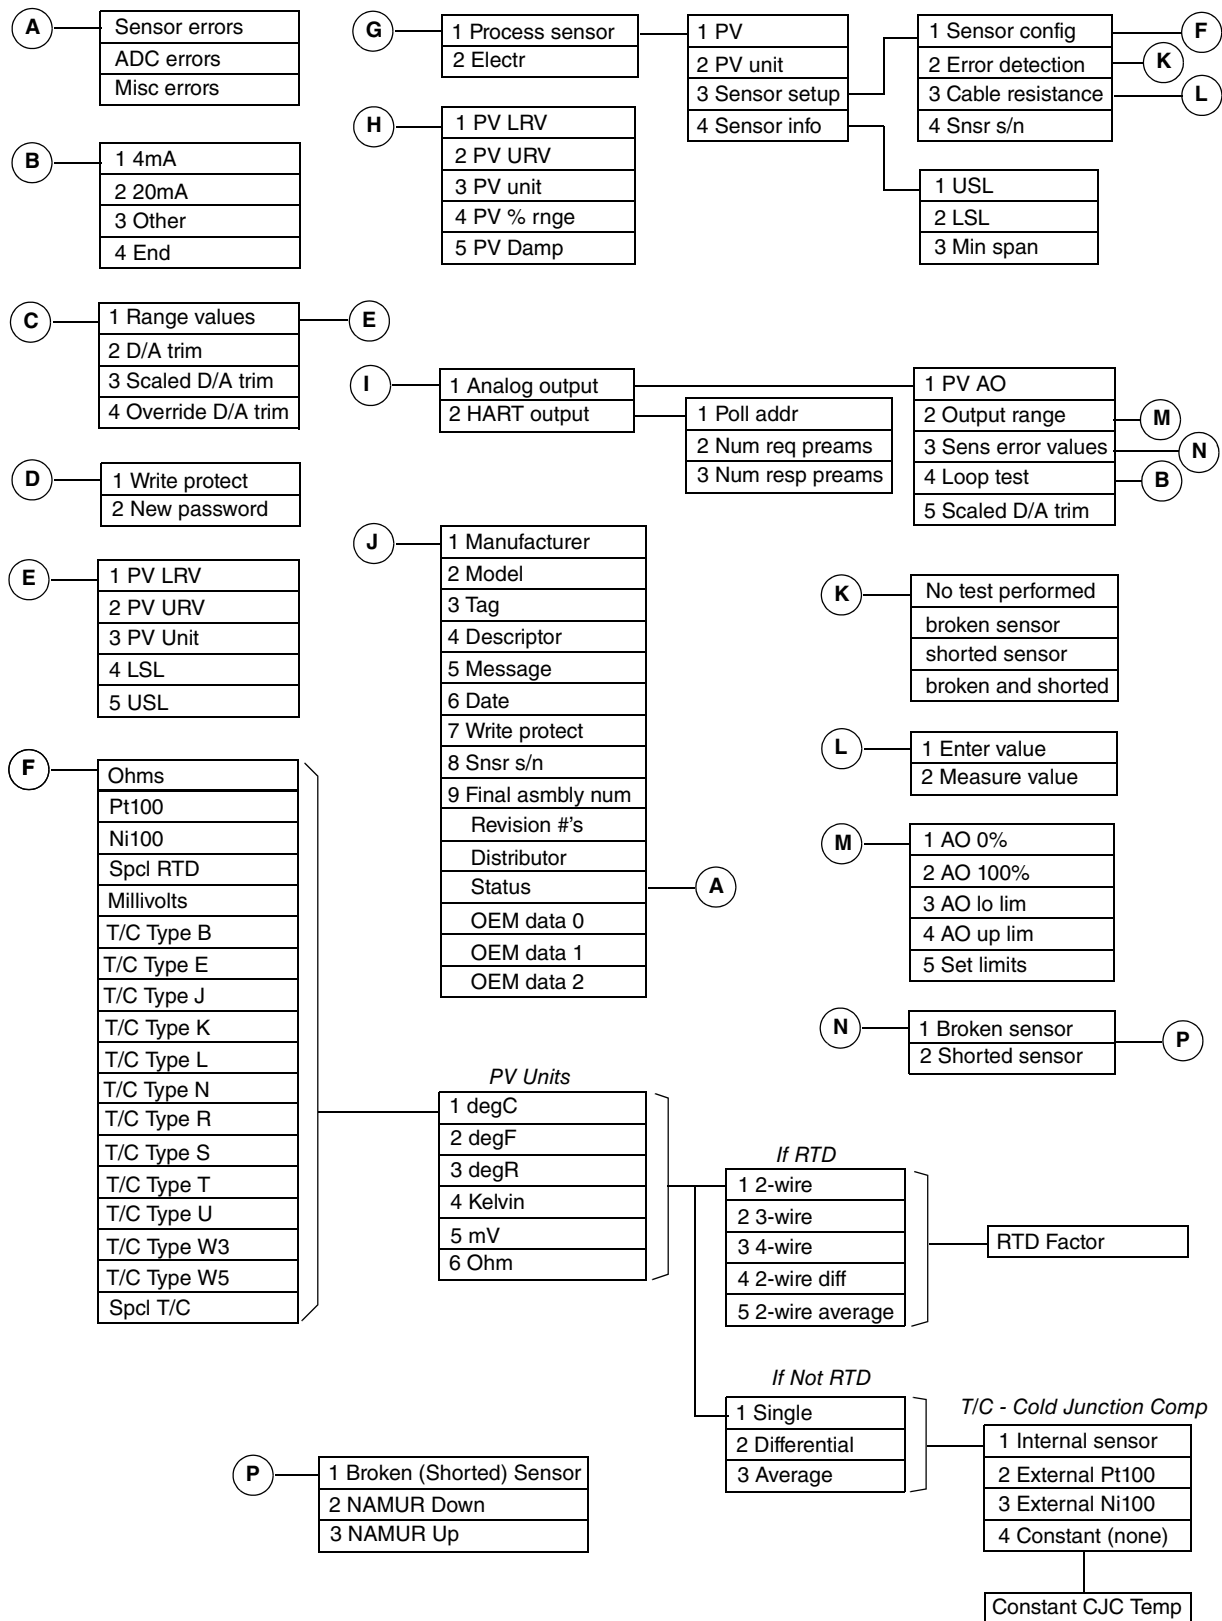 A
Sensor errors
ADC errors
Misc errors
B
1 4mA
2 20mA
3 Other
4 End
C
1 Range values
2 D/A trim
3 Scaled D/A trim
4 Override D/A trim
E
D
1 Write protect
2 New password
E
1 PV LRV
2 PV URV
3 PV Unit
4 LSL
5 USL
F
Ohms
Pt100
Ni100
Spcl RTD
Millivolts
T/C Type B
T/C Type E
T/C Type J
T/C Type K
T/C Type L
T/C Type N
T/C Type R
T/C Type S
T/C Type T
T/C Type U
T/C Type W3
T/C Type W5
Spcl T/C
G
1 Process sensor
2 Electr
1 PV
2 PV unit
3 Sensor setup
4 Sensor info
1 Sensor config
2 Error detection
3 Cable resistance
4 Snsr s/n
F
K
L
1 USL
2 LSL
3 Min span
H
1 PV LRV
2 PV URV
3 PV unit
4 PV % rnge
5 PV Damp
I
1 Analog output
2 HART output
1 Poll addr
2 Num req preams
3 Num resp preams
1 PV AO
2 Output range
3 Sens error values
4 Loop test
5 Scaled D/A trim
M
N
B
J
1 Manufacturer
2 Model
3 Tag
4 Descriptor
5 Message
6 Date
7 Write protect
8 Snsr s/n
9 Final asmbly num
Revision #'s
Distributor
Status
OEM data 0
OEM data 1
OEM data 2
A
K
No test performed
broken sensor
shorted sensor
broken and shorted
L
1 Enter value
2 Measure value
M
1 AO 0%
2 AO 100%
3 AO lo lim
4 AO up lim
5 Set limits
N
1 Broken sensor
2 Shorted sensor
P
PV Units
1 degC
2 degF
3 degR
4 Kelvin
5 mV
6 Ohm
If RTD
1 2-wire
2 3-wire
3 4-wire
4 2-wire diff
5 2-wire average
RTD Factor
If Not RTD
1 Single
2 Differential
3 Average
T/C - Cold Junction Comp
1 Internal sensor
2 External Pt100
3 External Ni100
4 Constant (none)
Constant CJC Temp
P
1 Broken (Shorted) Sensor
2 NAMUR Down
3 NAMUR Up